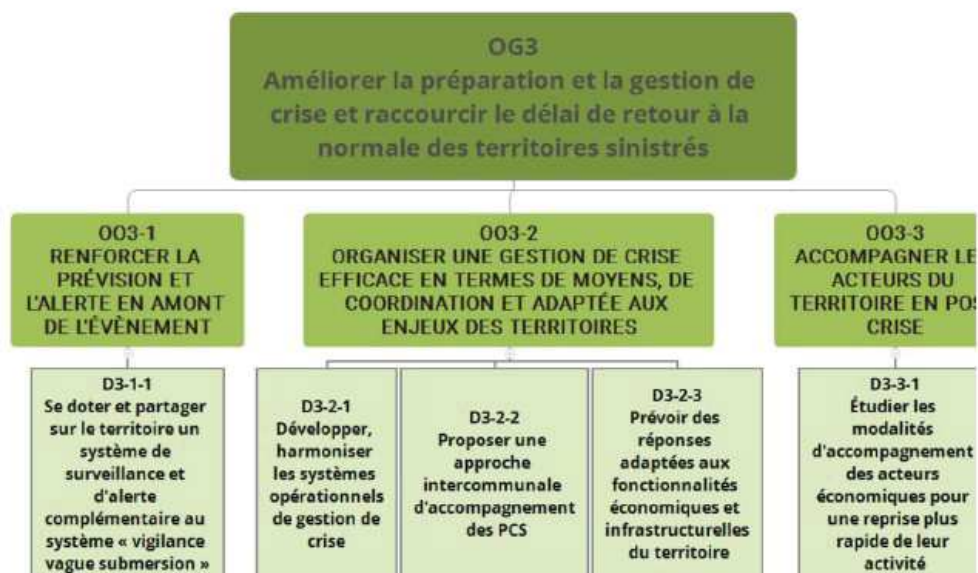 OG3
Améliorer la préparation et la gestion de
crise et raccourcir le délai de retour à la
normale des territoires sinistrés
OO3-1
RENFORCER LA
PRÉVISION ET
L'ALERTE EN AMONT
DE L'ÉVÈNEMENT
OO3-2
ORGANISER UNE GESTION DE CRISE
EFFICACE EN TERMES DE MOYENS, DE
COORDINATION ET ADAPTÉE AUX
ENJEUX DES TERRITOIRES
OO3-3
ACCOMPAGNER LE
ACTEURS DU
TERRITOIRE EN POS
CRISE
D3-1-1
Se doter et partager
sur le territoire un
système de
surveillance et
d'alerte
complémentaire au
système « vigilance
vague submersion »
D3-2-1
Développer,
harmoniser
les systèmes
opérationnels
de gestion de
crise
D3-2-2
Proposer une
approche
intercommunale
d'accompagnement
des PCS
D3-2-3
Prévoir des
réponses
adaptées aux
fonctionnalités
économiques et
infrastructurelles
du territoire
D3-3-1
Étudier les
modalités
d'accompagnement
des acteurs
économiques pour
une reprise plus
rapide de leur
activité